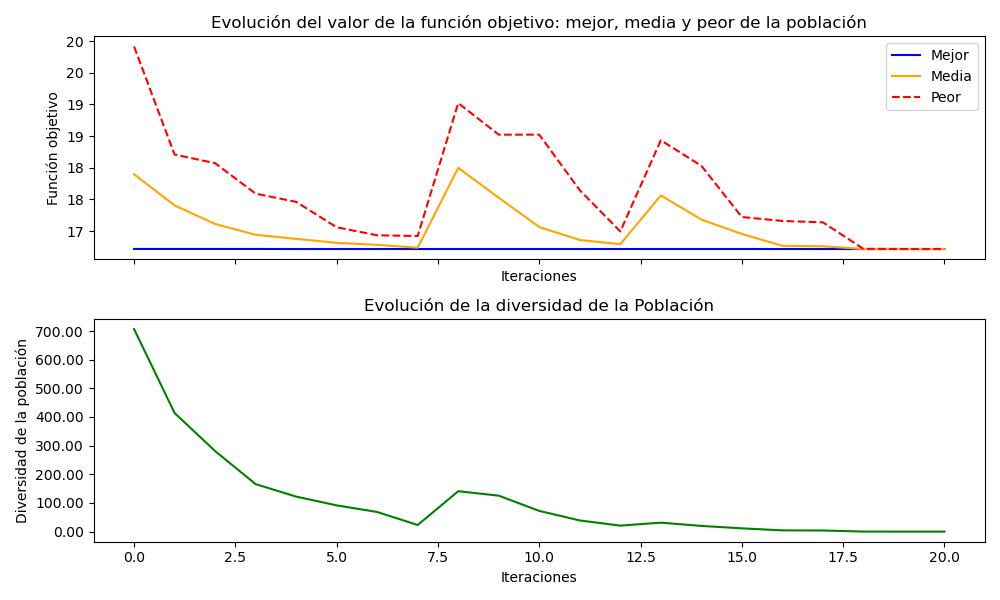 Evolución del valor de la función objetivo: mejor, media y peor de la población
20
20
19
19
18
18
17
Función objetivo
Mejor
Media
Peor
Iteraciones
Evolución de la diversidad de la Población
700.00
600.00
500.00
400.00
300.00
200.00
100.00
0.00
Diversidad de la población
0.0 2.5 5.0 7.5 10.0 12.5 15.0 17.5 20.0
Iteraciones